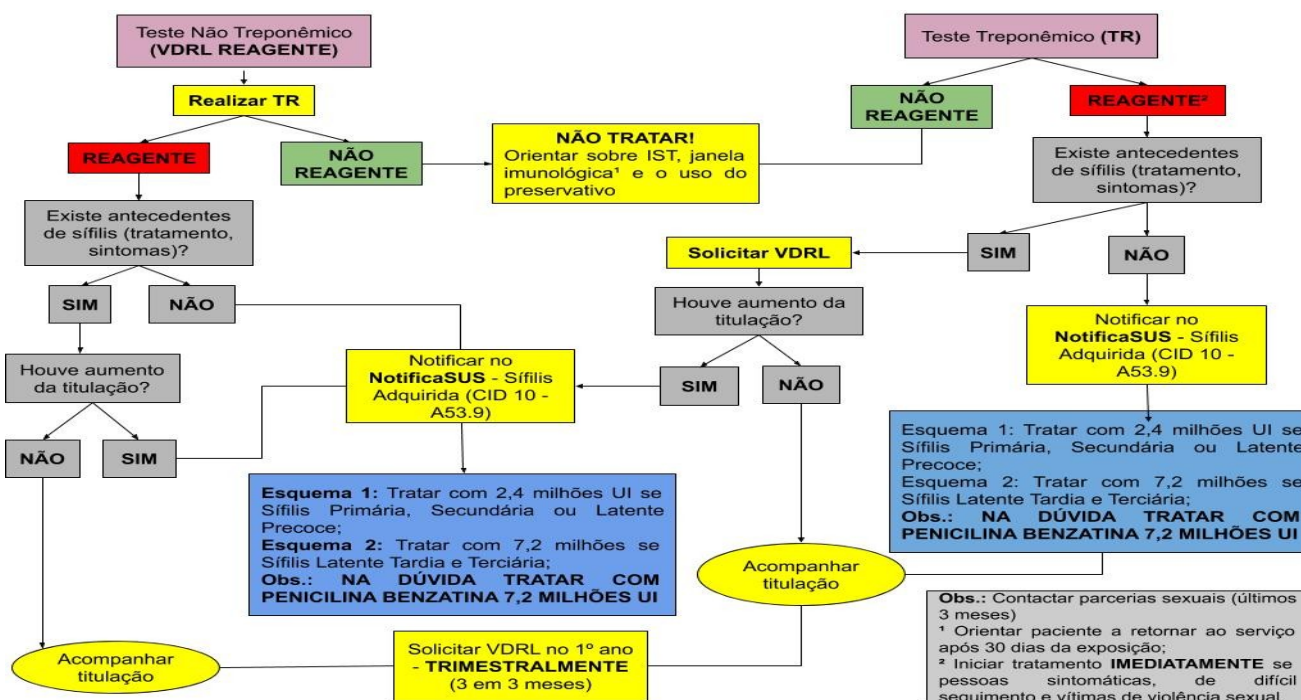 Teste Não Treponêmico
(VDRL REAGENTE)
Realizar TR
REAGENTE
NÃO
REAGENTE
NÃO TRATAR!
Orientar sobre IST, janela
imunológica¹ e o uso do
preservativo
Existe antecedentes
de sífilis (tratamento,
sintomas)?
SIM
NÃO
Houve aumento
da titulação?
NÃO
SIM
Notificar no
NotificaSUS - Sífilis
Adquirida (CID 10 -
A53.9)
Esquema 1: Tratar com 2,4 milhões UI se
Sífilis Primária, Secundária ou Latente
Precoce;
Esquema 2: Tratar com 7,2 milhões se
Sífilis Latente Tardia e Terciária;
Obs.: NA DÚVIDA TRATAR COM
PENICILINA BENZATINA 7,2 MILHÕES UI
Acompanhar
titulação
Solicitar VDRL no 1º ano
- TRIMESTRALMENTE
(3 em 3 meses)
Teste Treponêmico (TR)
NÃO
REAGENTE
REAGENTE²
Existe antecedentes
de sífilis (tratamento,
sintomas)?
SIM
NÃO
Solicitar VDRL
Houve aumento da
titulação?
SIM
NÃO
Notificar no
NotificaSUS - Sífilis
Adquirida (CID 10 -
A53.9)
Esquema 1: Tratar com 2,4 milhões UI se
Sífilis Primária, Secundária ou Latente
Precoce;
Esquema 2: Tratar com 7,2 milhões se
Sífilis Latente Tardia e Terciária;
Obs.: NA DÚVIDA TRATAR COM
PENICILINA BENZATINA 7,2 MILHÕES UI
Acompanhar
titulação
Obs.: Contactar parcerias sexuais (últimos
3 meses)
¹ Orientar paciente a retornar ao serviço
após 30 dias da exposição;
² Iniciar tratamento IMEDIATAMENTE se
pessoas sintomáticas, de difícil
seguimento e vítimas de violência sexual